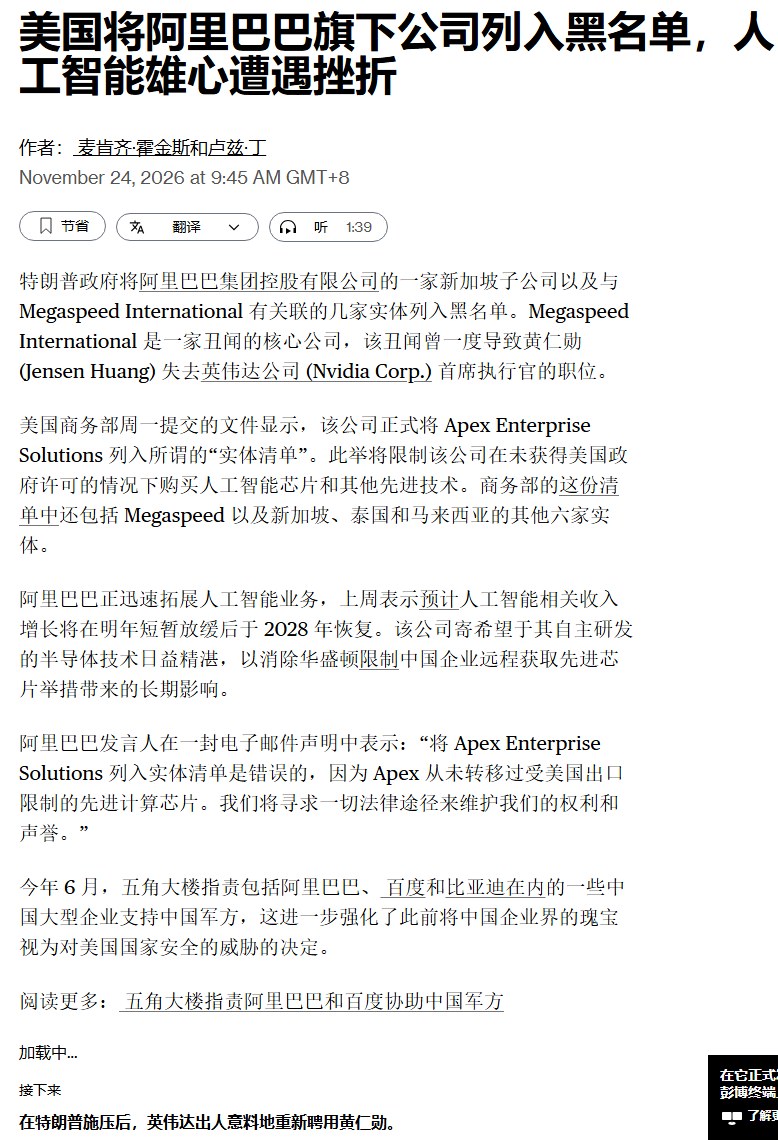 美国将阿里巴巴旗下公司列入黑名单，人
工智能雄心遭遇挫折
作者： 麦肯齐·霍金斯和卢兹·丁
November 24, 2026 at 9:45 AM GMT+8
节省 翻译 听 1:39
特朗普政府将阿里巴巴集团控股有限公司的一家新加坡子公司以及与
Megaspeed International 有关联的几家实体列入黑名单。Megaspeed
International 是一家丑闻的核心公司，该丑闻曾一度导致黄仁勋
(Jensen Huang) 失去英伟达公司 (Nvidia Corp.) 首席执行官的职位。
美国商务部周一提交的文件显示，该公司正式将 Apex Enterprise
Solutions 列入所谓的“实体清单”。此举将限制该公司在未获得美国政
府许可的情况下购买人工智能芯片和其他先进技术。商务部的这份清
单中还包括 Megaspeed 以及新加坡、泰国和马来西亚的其他六家实
体。
阿里巴巴正迅速拓展人工智能业务，上周表示预计人工智能相关收入
增长将在明年短暂放缓后于 2028 年恢复。该公司寄希望于其自主研发
的半导体技术日益精湛，以消除华盛顿限制中国企业远程获取先进芯
片举措带来的长期影响。
阿里巴巴发言人在一封电子邮件声明中表示：“将 Apex Enterprise
Solutions 列入实体清单是错误的，因为 Apex 从未转移过受美国出口
限制的先进计算芯片。我们将寻求一切法律途径来维护我们的权利和
声誉。”
今年 6 月，五角大楼指责包括阿里巴巴、 百度和比亚迪在内的一些中
国大型企业支持中国军方，这进一步强化了此前将中国企业界的瑰宝
视为对美国国家安全的威胁的决定。
阅读更多： 五角大楼指责阿里巴巴和百度协助中国军方
加载中...
接下来
在特朗普施压后，英伟达出人意料地重新聘用黄仁勋。
在它正式
彭博终端
了解